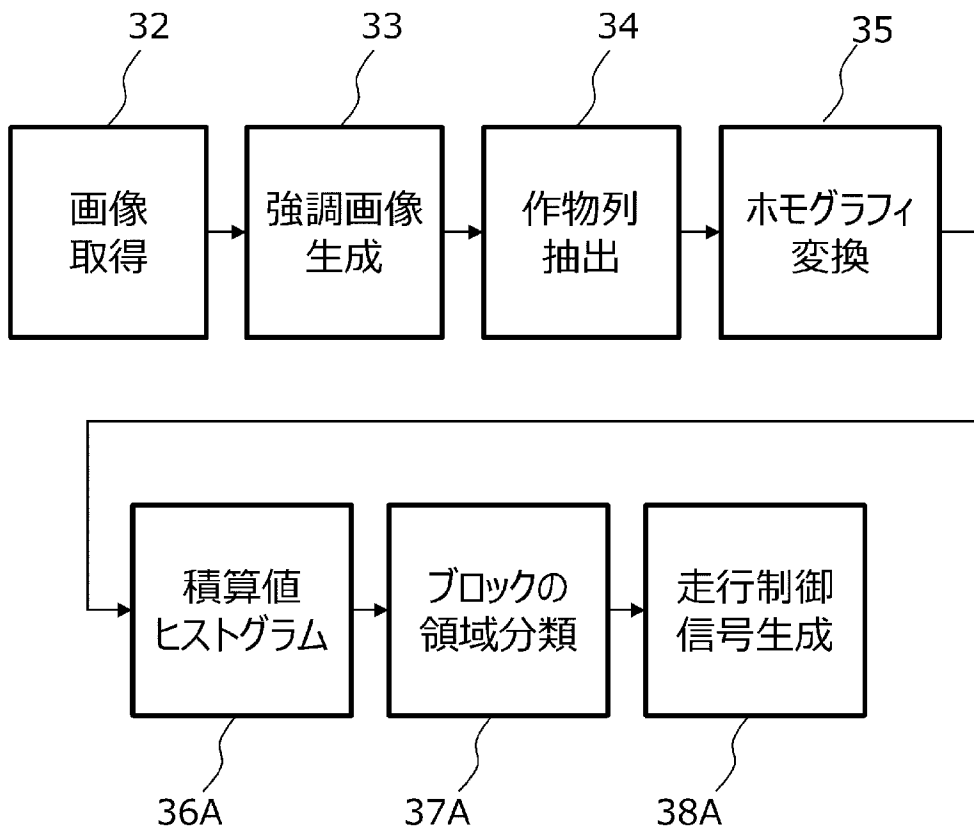 32
33
34
35
画像
取得
強調画像
生成
作物列
抽出
ホモグラフィ
変換
積算値
ヒストグラム
ブロックの
領域分類
走行制御
信号生成
36A
37A
38A